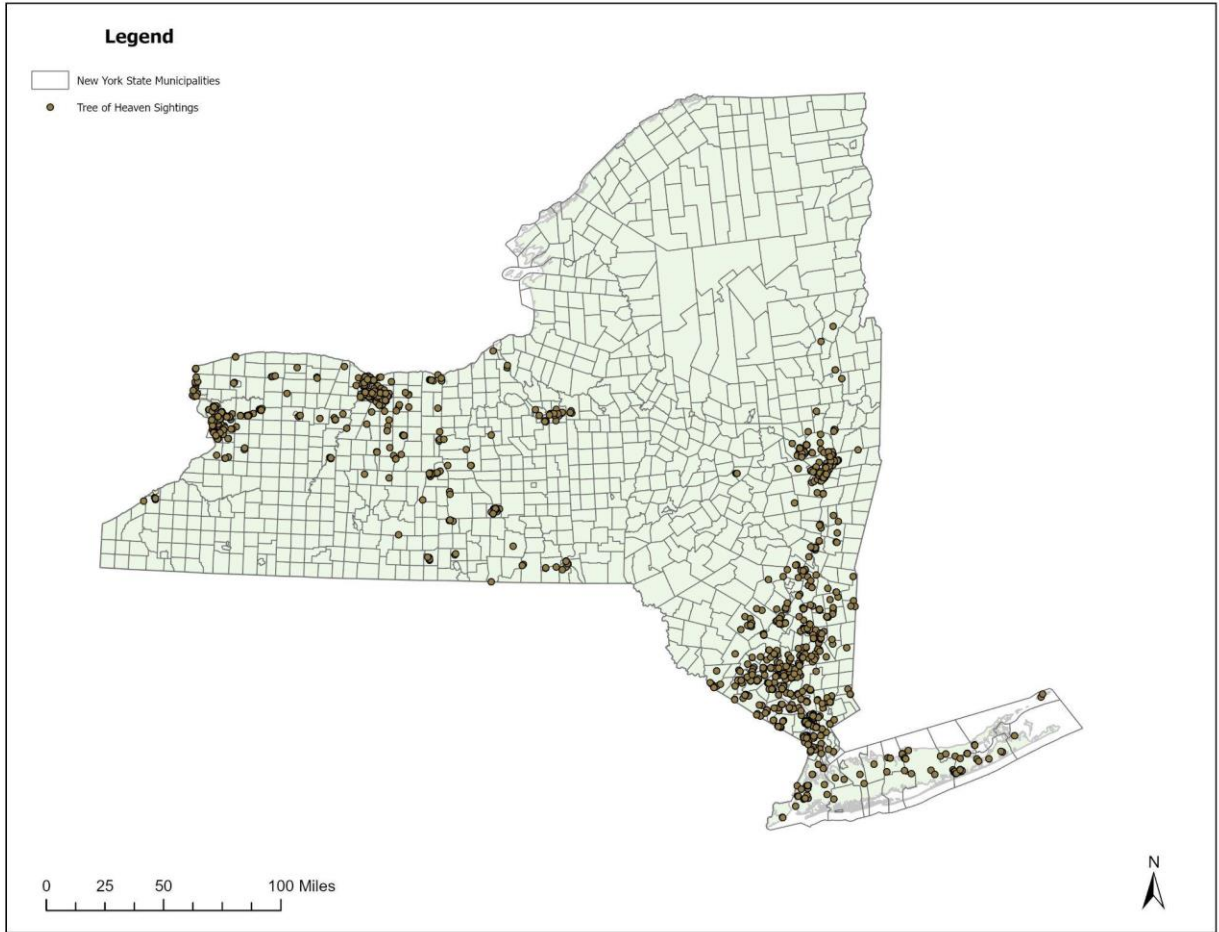 Legend
New York State Municipalities
Tree of Heaven Sightings
0 25 50 100 Miles
N